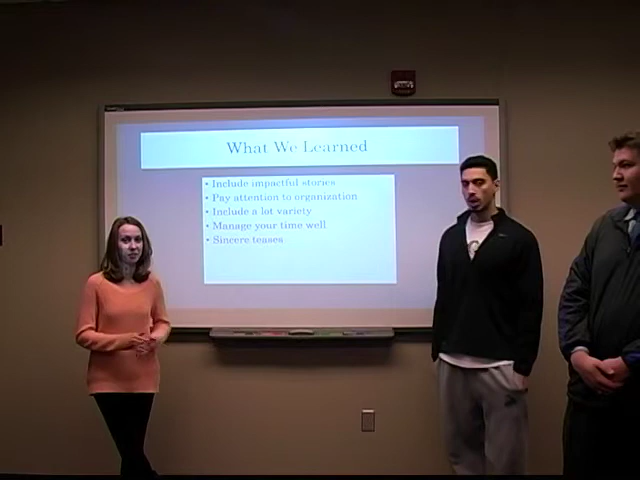 What We Learned
• Include impactful stories
• Pay attention to organization
• Include a lot variety
• Manage your time well
• Sincere teases